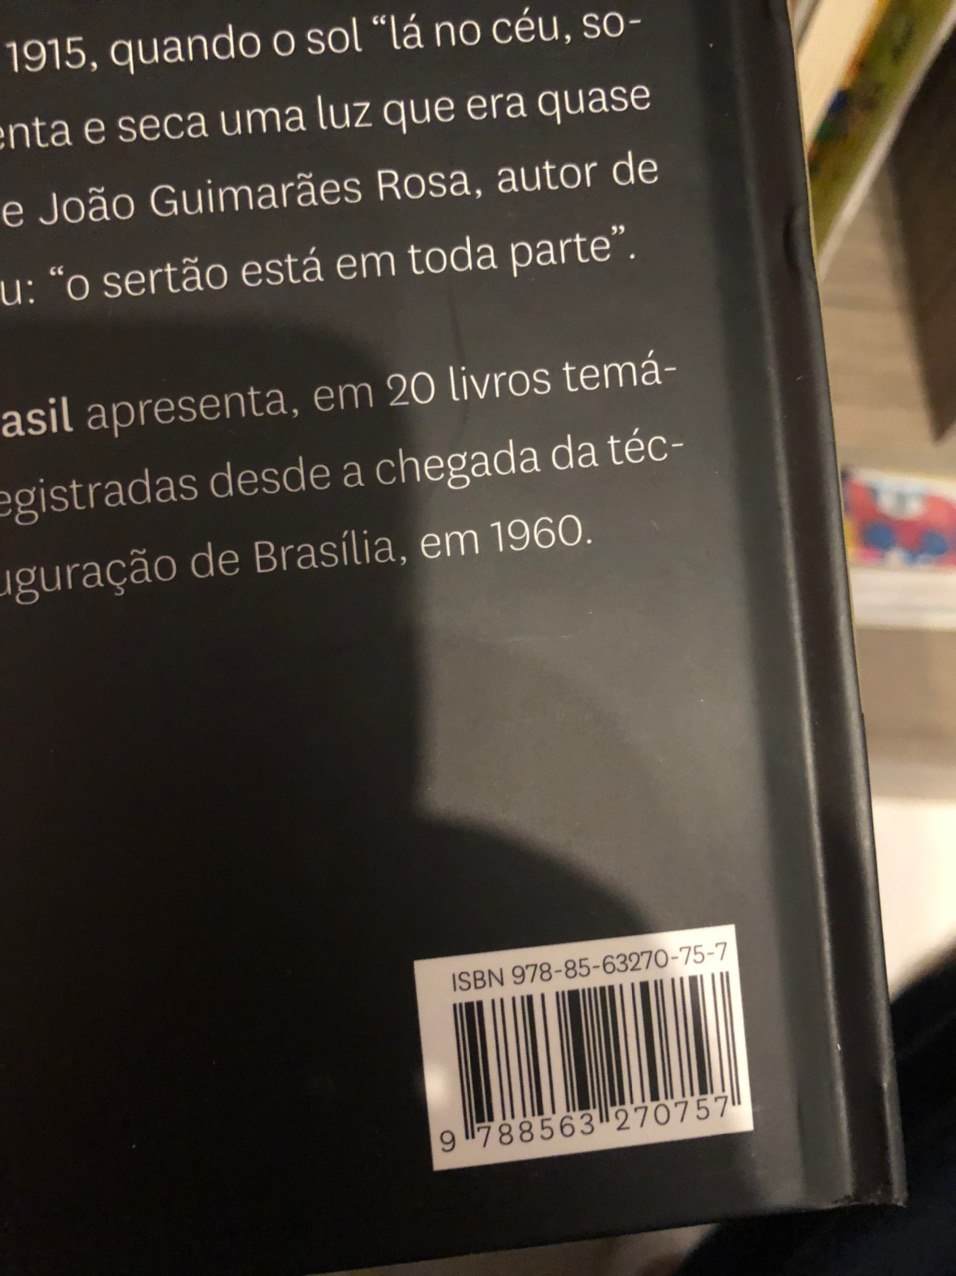 1915, quando o sol “lá no céu, so-
enta e seca uma luz que era quase
e João Guimarães Rosa, autor de
u: “o sertão está em toda parte”.
asil apresenta, em 20 livros temá-
egistradas desde a chegada da téc-
uguração de Brasília, em 1960.
ISBN 978-85-63270-75-7
9 788563 270757